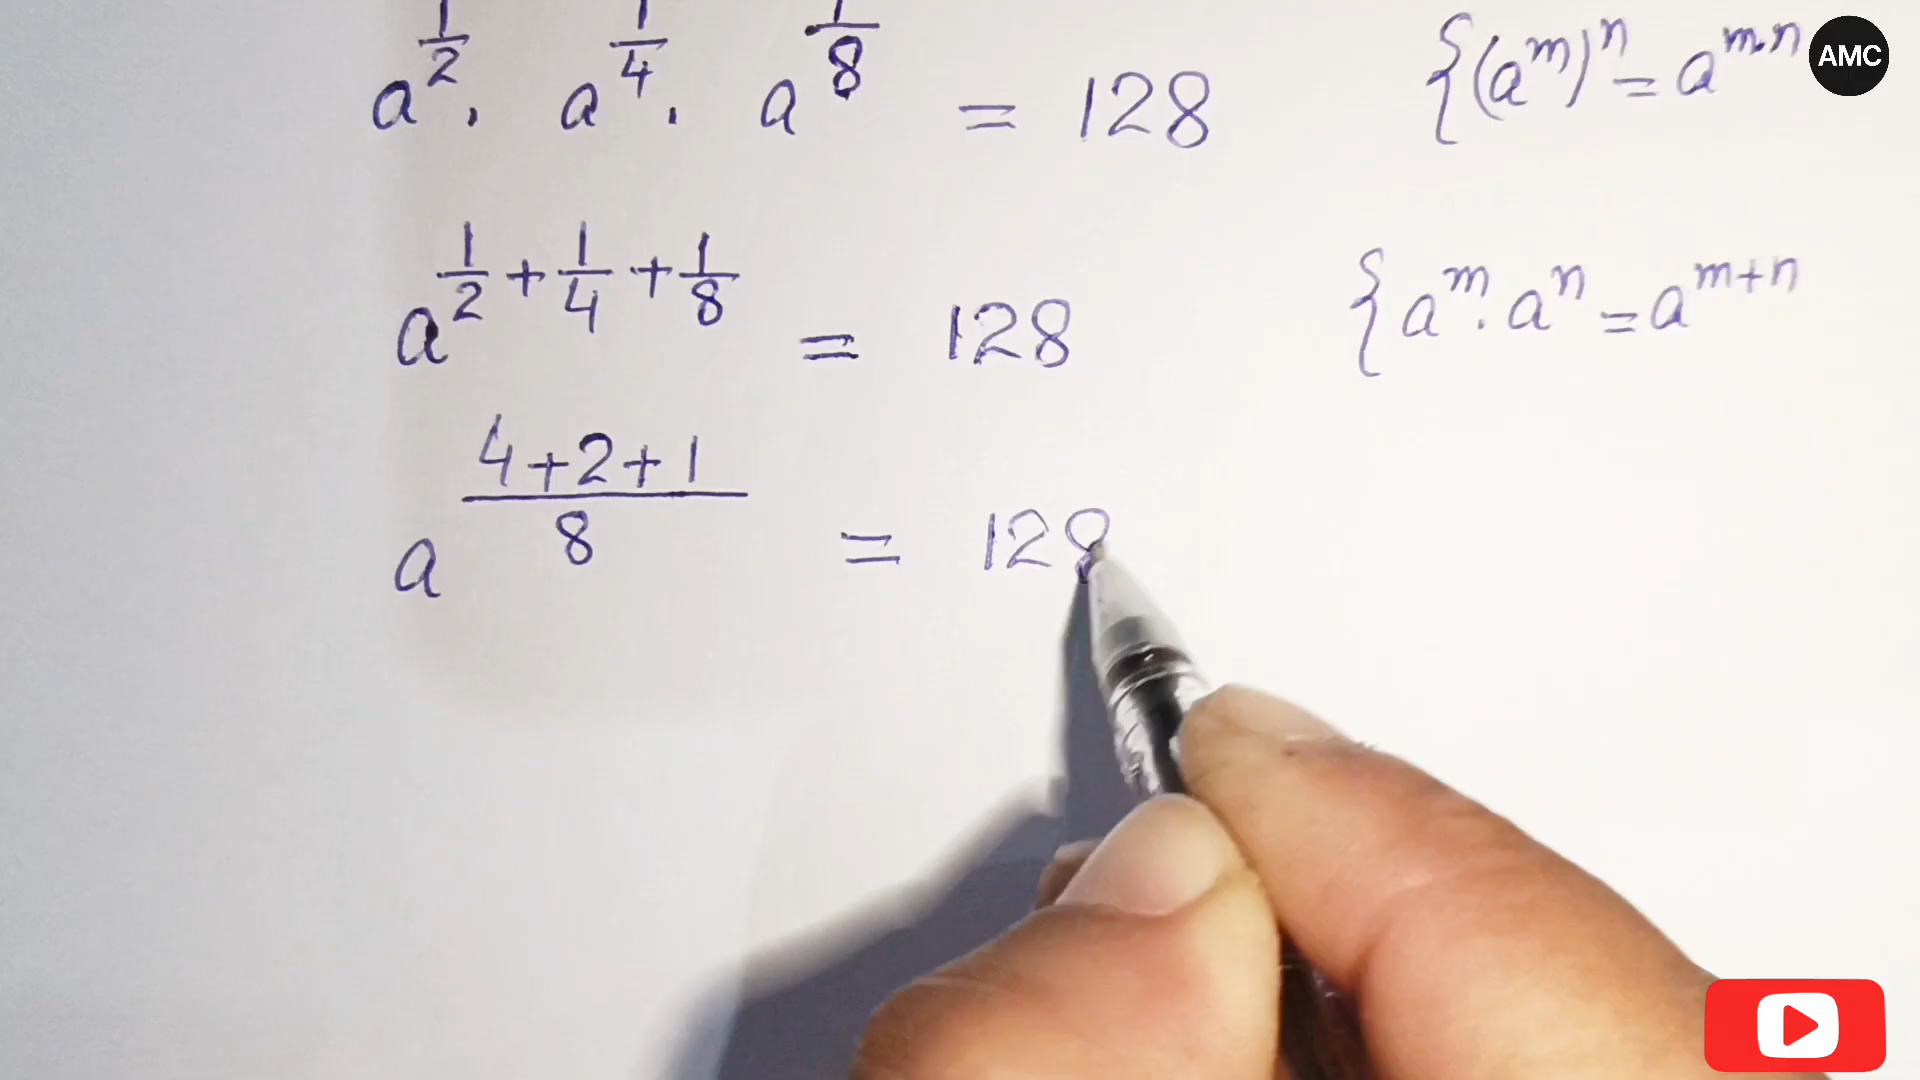 a^{1/2} · a^{1/4} · a^{1/8} = 128 {(a^m)^n = a^{m·n}
AMC
a^{1/2 + 1/4 + 1/8} = 128 {a^m · a^n = a^{m+n}
a^{(4+2+1)/8} = 128